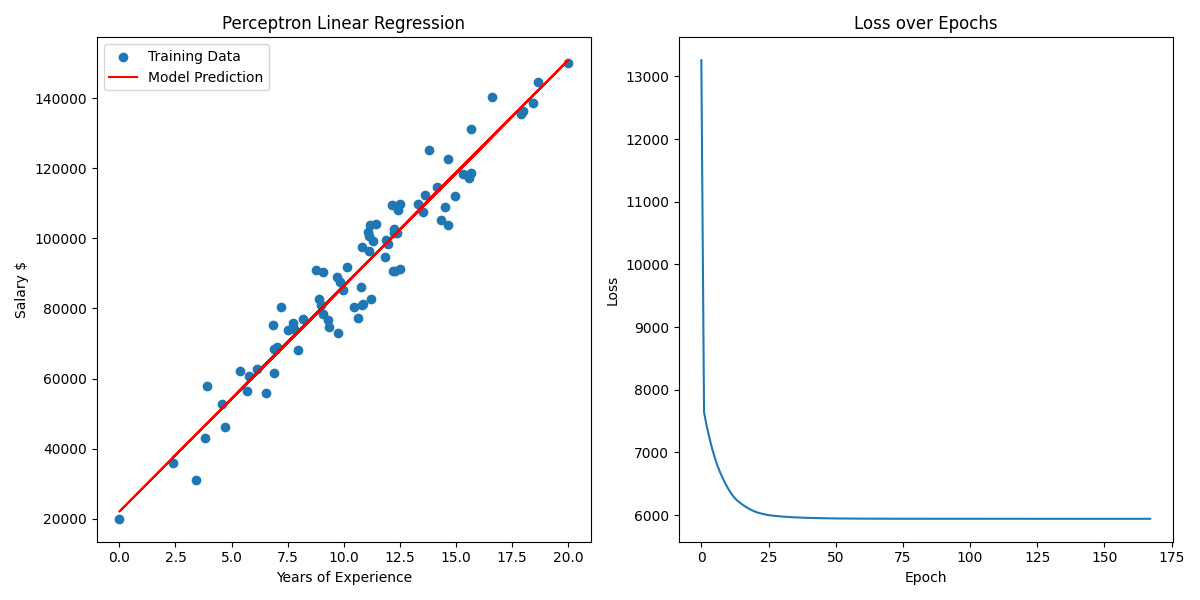 Perceptron Linear Regression
Training Data
Model Prediction
Salary $
140000
120000
100000
80000
60000
40000
20000
0.0 2.5 5.0 7.5 10.0 12.5 15.0 17.5 20.0
Years of Experience
Loss over Epochs
Loss
13000
12000
11000
10000
9000
8000
7000
6000
0 25 50 75 100 125 150 175
Epoch